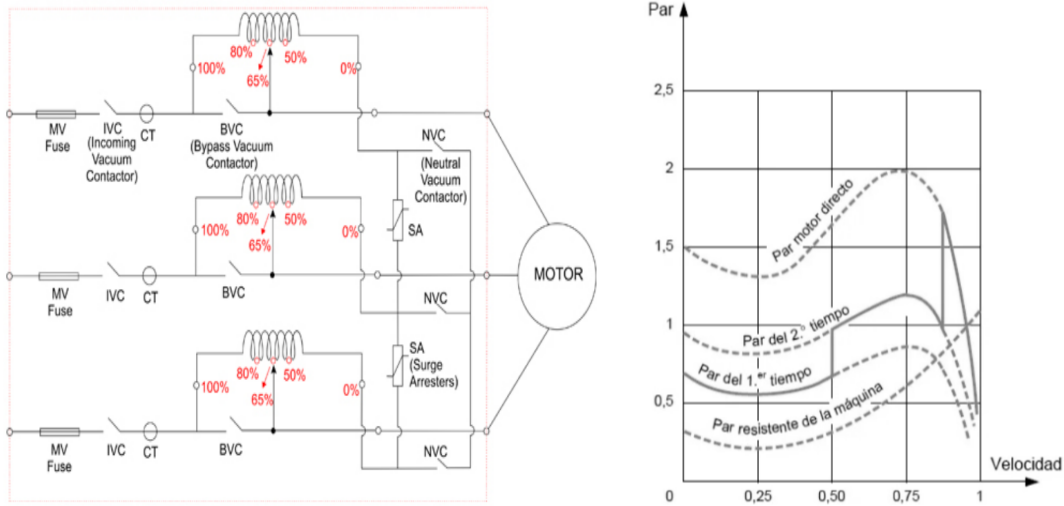 80%
50%
100%
65%
0%
MV
Fuse
IVC
(Incoming
Vacuum
Contactor)
CT
BVC
(Bypass Vacuum
Contactor)
NVC
(Neutral
Vacuum
Contactor)
80%
50%
100%
65%
0%
SA
MV
Fuse
IVC
CT
BVC
NVC
MOTOR
80%
50%
100%
65%
0%
SA
(Surge
Arresters)
MV
Fuse
IVC
CT
BVC
NVC
Par
2,5
2
1,5
1
0,5
Par motor directo
Par del 2.º tiempo
Par del 1.er tiempo
Par resistente de la máquina
Velocidad
0
0,25
0,50
0,75
1